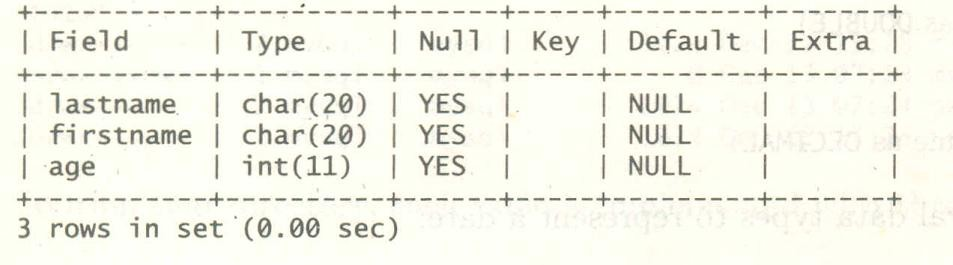 +-----------+----------+------+-----+---------+-------+
| Field     | Type     | Null | Key | Default | Extra |
+-----------+----------+------+-----+---------+-------+
| lastname  | char(20) | YES  |     | NULL    |       |
| firstname | char(20) | YES  |     | NULL    |       |
| age       | int(11)  | YES  |     | NULL    |       |
+-----------+----------+------+-----+---------+-------+
3 rows in set (0.00 sec)